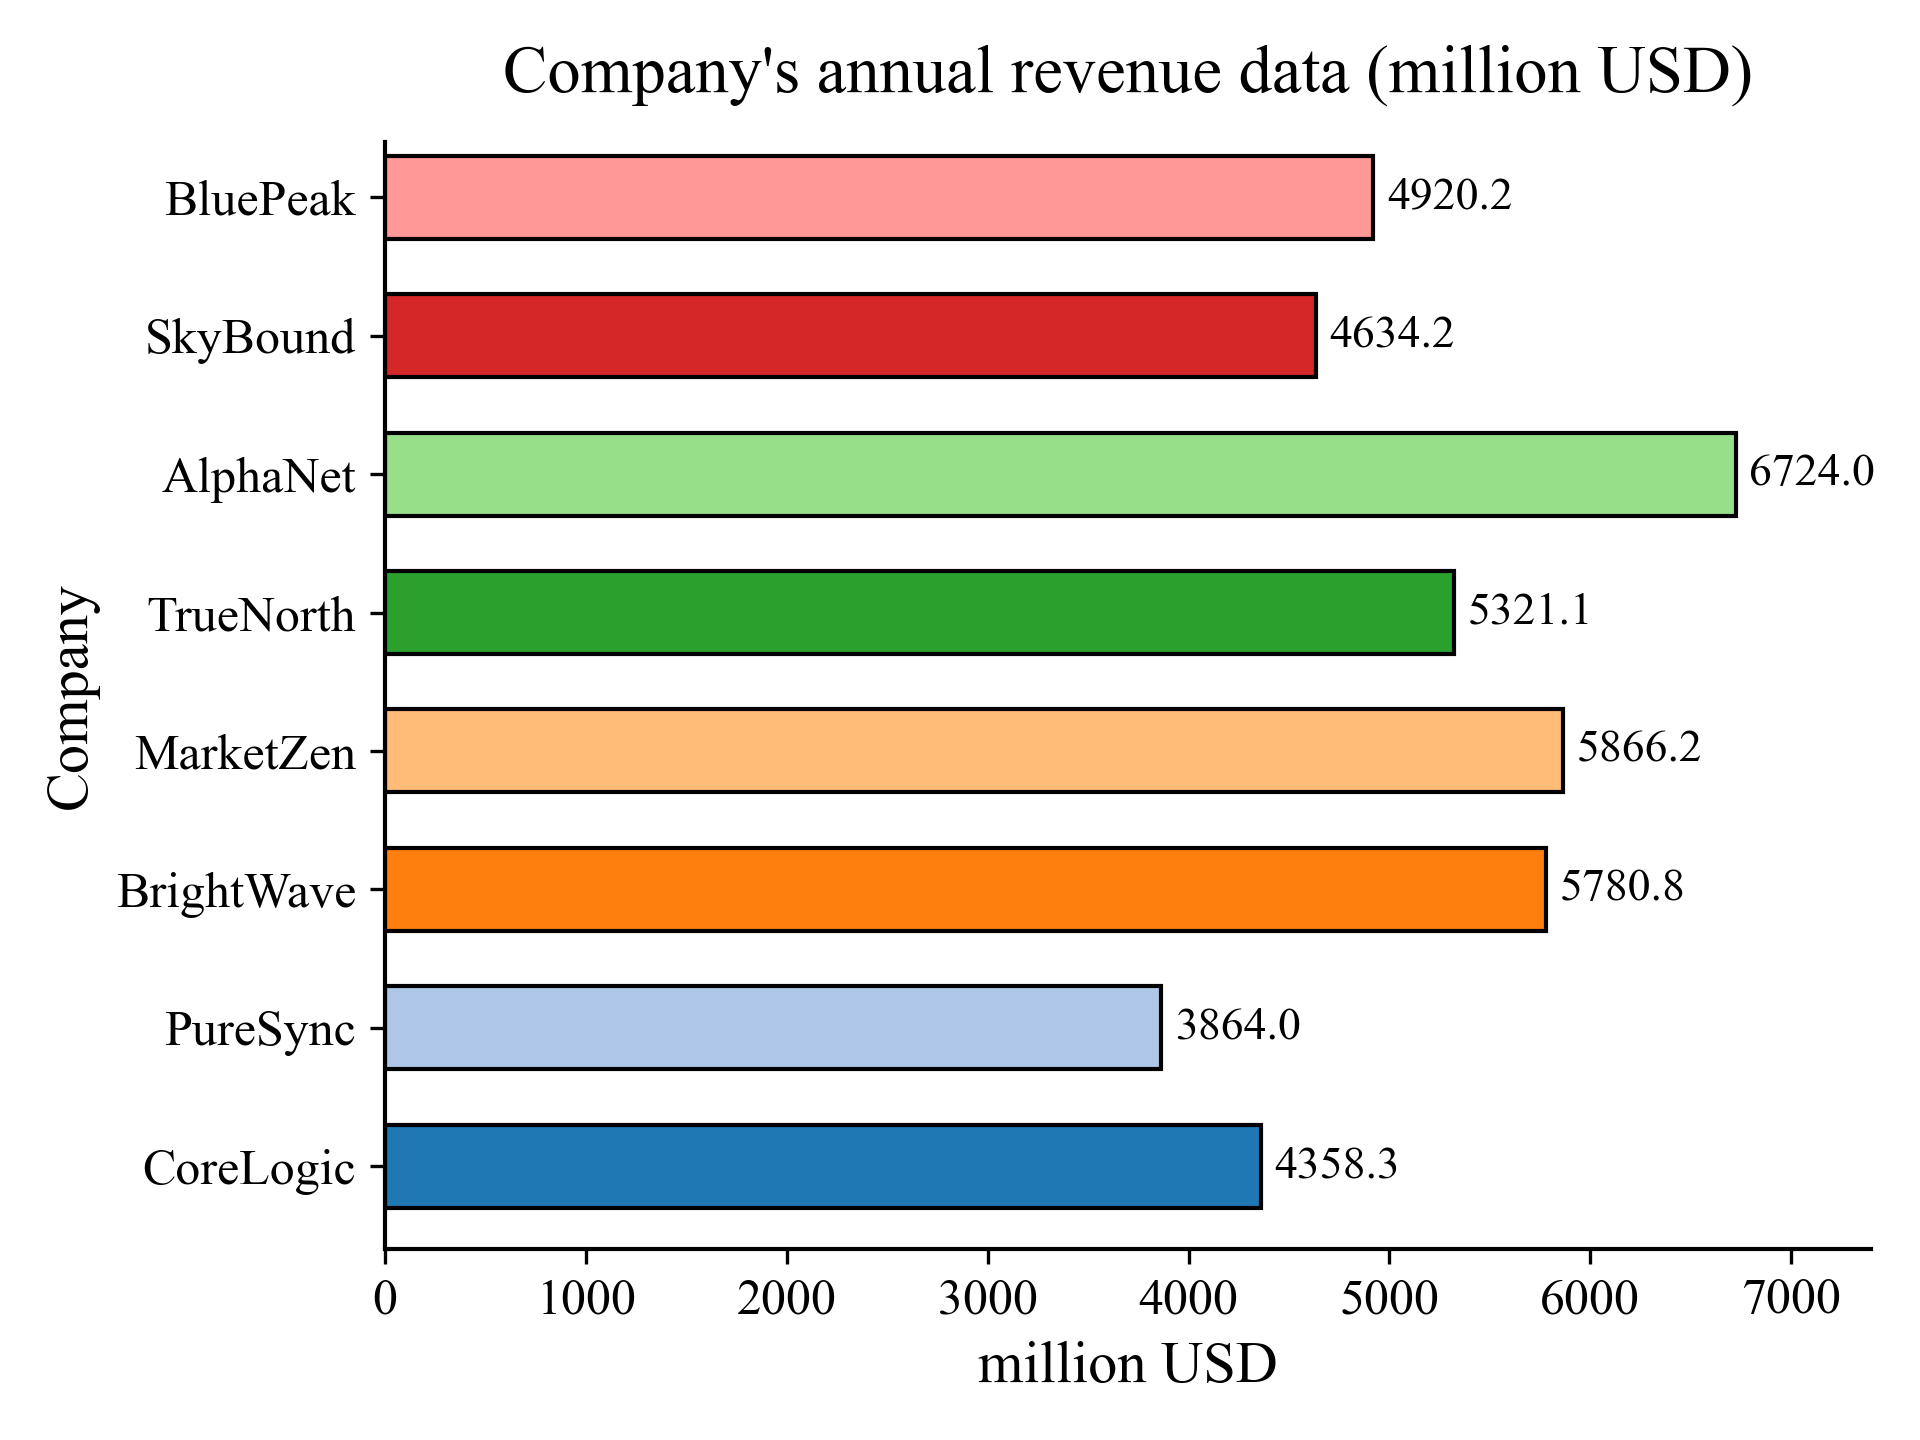 Company's annual revenue data (million USD)
BluePeak 4920.2
SkyBound 4634.2
AlphaNet 6724.0
TrueNorth 5321.1
MarketZen 5866.2
BrightWave 5780.8
PureSync 3864.0
CoreLogic 4358.3
Company
0 1000 2000 3000 4000 5000 6000 7000
million USD